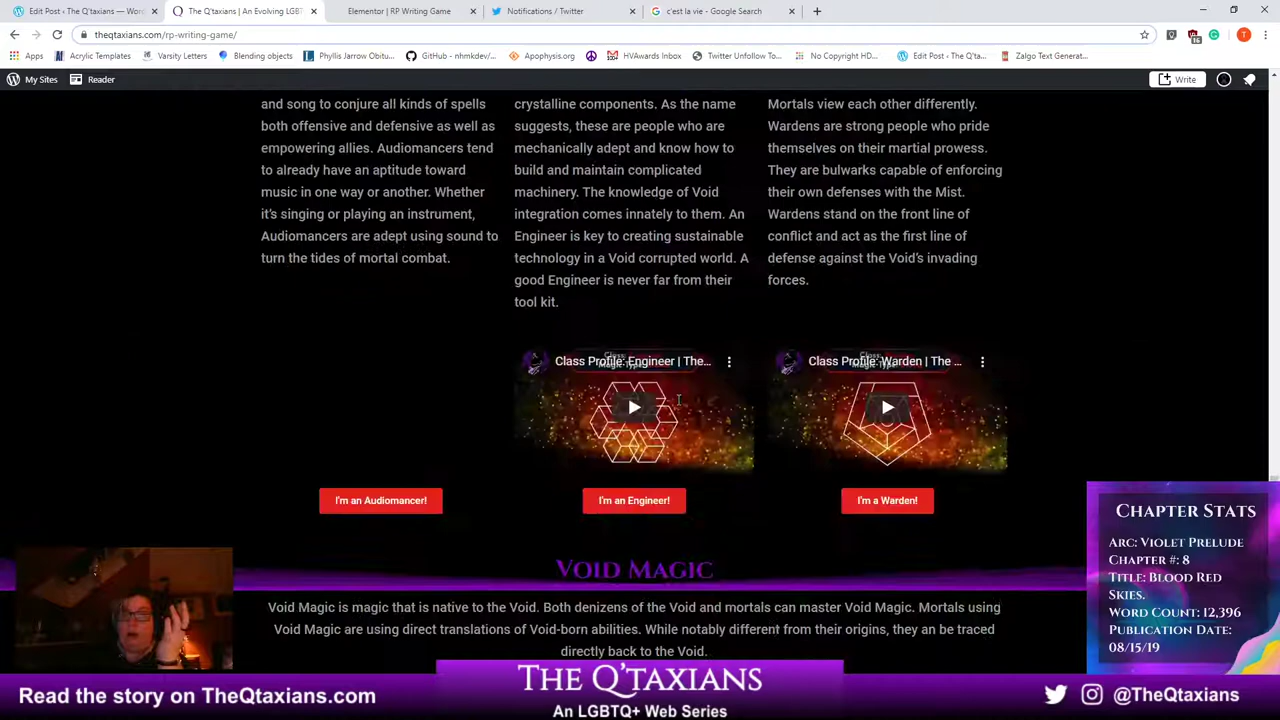 Edit Post ‹ The Q'taxians — Wor
The Q'taxians | An Evolving LGBT
Elementor | RP Writing Game
Notifications / Twitter
c'est la vie - Google Search
theqtaxians.com/rp-writing-game/
Apps
Acrylic Templates
Varsity Letters
Blending objects
Phyllis Jarrow Obitu...
GitHub - nhmkdev/...
Apophysis.org
HVAwards Inbox
Twitter Unfollow To...
No Copyright HD...
Edit Post ‹ The Q'ta...
Zalgo Text Generat...
My Sites
Reader
Write
and song to conjure all kinds of spells
both offensive and defensive as well as
empowering allies. Audiomancers tend
to already have an aptitude toward
music in one way or another. Whether
it's singing or playing an instrument,
Audiomancers are adept using sound to
turn the tides of mortal combat.
crystalline components. As the name
suggests, these are people who are
mechanically adept and know how to
build and maintain complicated
machinery. The knowledge of Void
integration comes innately to them. An
Engineer is key to creating sustainable
technology in a Void corrupted world. A
good Engineer is never far from their
tool kit.
Mortals view each other differently.
Wardens are strong people who pride
themselves on their martial prowess.
They are bulwarks capable of enforcing
their own defenses with the Mist.
Wardens stand on the front line of
conflict and act as the first line of
defense against the Void's invading
forces.
Class Profile: Engineer | The...
Class Profile: Warden | The ...
I'm an Audiomancer!
I'm an Engineer!
I'm a Warden!
Void Magic
Void Magic is magic that is native to the Void. Both denizens of the Void and mortals can master Void Magic. Mortals using
Void Magic are using direct translations of Void-born abilities. While notably different from their origins, they an be traced
directly back to the Void.
Chapter Stats
Arc: Violet Prelude
Chapter #: 8
Title: Blood Red
Skies.
Word Count: 12,396
Publication Date:
08/15/19
Read the story on TheQtaxians.com
The Q'taxians
An LGBTQ+ Web Series
@TheQtaxians